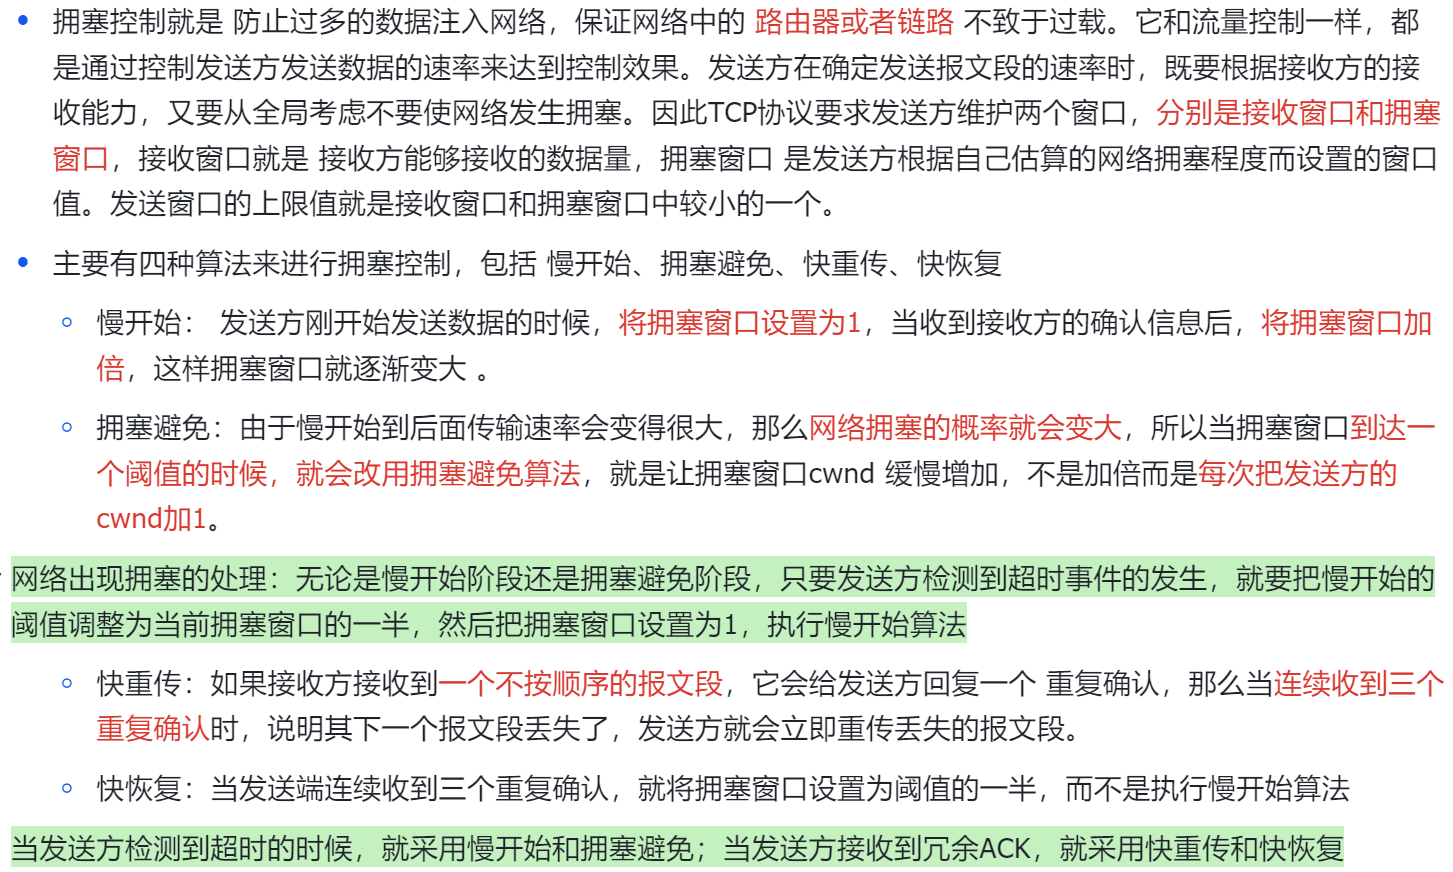 拥塞控制就是 防止过多的数据注入网络，保证网络中的 路由器或者链路 不致于过载。它和流量控制一样，都
是通过控制发送方发送数据的速率来达到控制效果。发送方在确定发送报文段的速率时，既要根据接收方的接
收能力，又要从全局考虑不要使网络发生拥塞。因此TCP协议要求发送方维护两个窗口，分别是接收窗口和拥塞
窗口，接收窗口就是 接收方能够接收的数据量，拥塞窗口 是发送方根据自己估算的网络拥塞程度而设置的窗口
值。发送窗口的上限值就是接收窗口和拥塞窗口中较小的一个。
主要有四种算法来进行拥塞控制，包括 慢开始、拥塞避免、快重传、快恢复
慢开始： 发送方刚开始发送数据的时候，将拥塞窗口设置为1，当收到接收方的确认信息后，将拥塞窗口加
倍，这样拥塞窗口就逐渐变大 。
拥塞避免：由于慢开始到后面传输速率会变得很大，那么网络拥塞的概率就会变大，所以当拥塞窗口到达一
个阈值的时候，就会改用拥塞避免算法，就是让拥塞窗口cwnd 缓慢增加，不是加倍而是每次把发送方的
cwnd加1。
网络出现拥塞的处理：无论是慢开始阶段还是拥塞避免阶段，只要发送方检测到超时事件的发生，就要把慢开始的
阈值调整为当前拥塞窗口的一半，然后把拥塞窗口设置为1，执行慢开始算法
快重传：如果接收方接收到一个不按顺序的报文段，它会给发送方回复一个 重复确认，那么当连续收到三个
重复确认时，说明其下一个报文段丢失了，发送方就会立即重传丢失的报文段。
快恢复：当发送端连续收到三个重复确认，就将拥塞窗口设置为阈值的一半，而不是执行慢开始算法
当发送方检测到超时的时候，就采用慢开始和拥塞避免；当发送方接收到冗余ACK，就采用快重传和快恢复